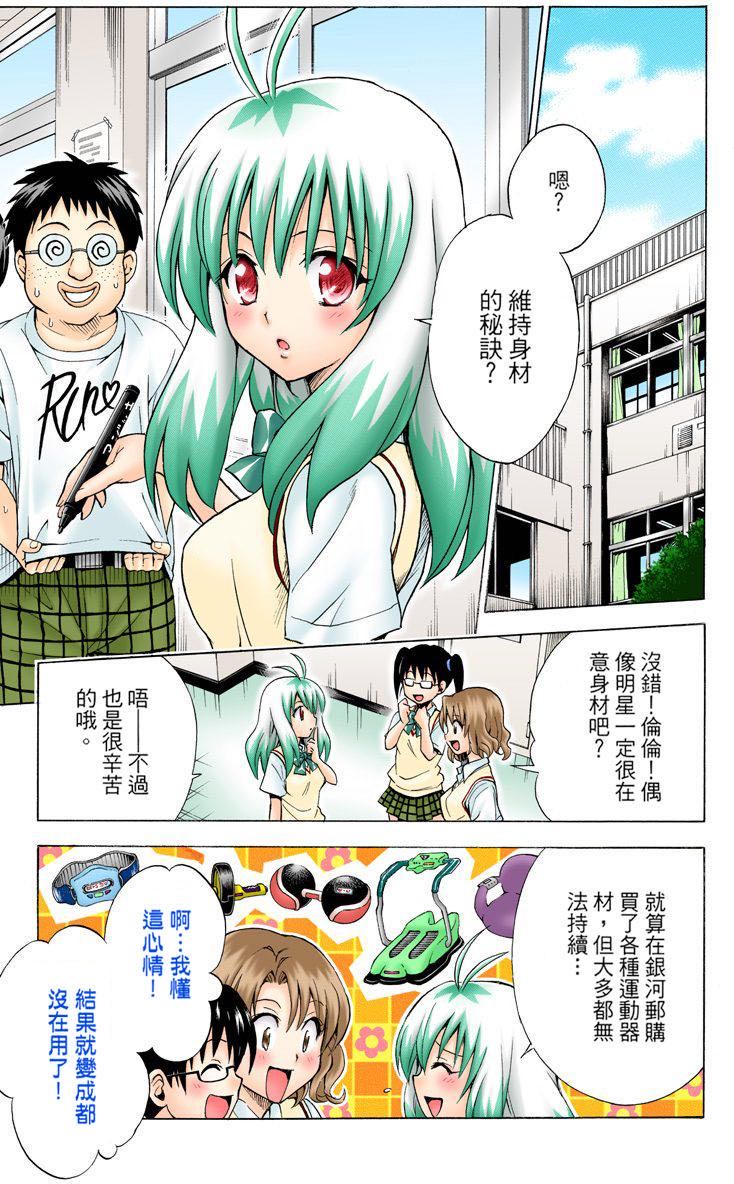 嗯？
維持身材
的秘訣？
Run♡
沒錯！倫倫！偶
像明星一定很在
意身材吧？
唔——不過
也是很辛苦
的哦。
就算在銀河郵購
買了各種運動器
材，但大多都無
法持續…
啊…我懂
這心情！
結果就變成都
沒在用了！